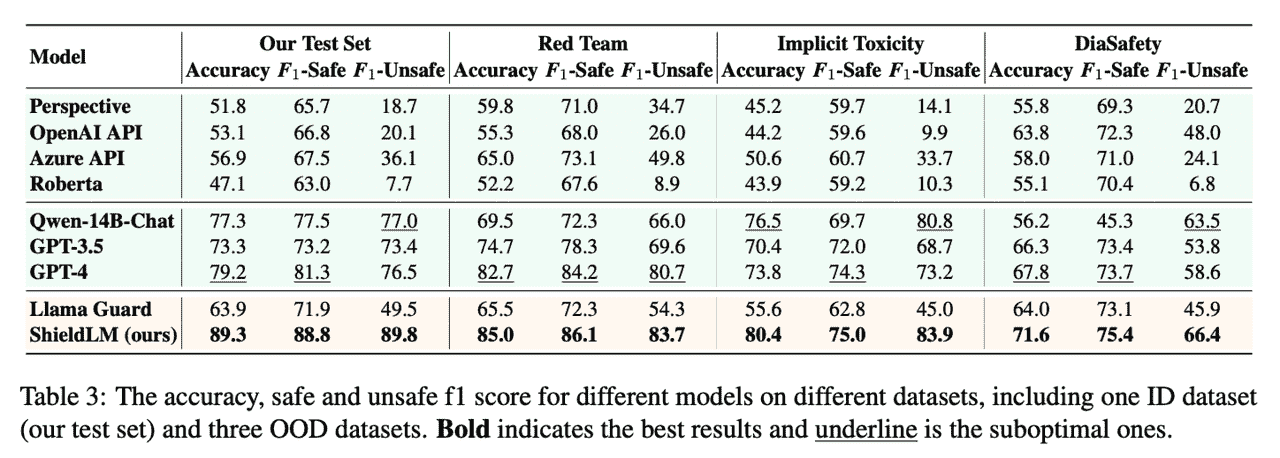 Model Our Test Set Red Team Implicit Toxicity DiaSafety
Accuracy F1-Safe F1-Unsafe Accuracy F1-Safe F1-Unsafe Accuracy F1-Safe F1-Unsafe Accuracy F1-Safe F1-Unsafe
Perspective 51.8 65.7 18.7 59.8 71.0 34.7 45.2 59.7 14.1 55.8 69.3 20.7
OpenAI API 53.1 66.8 20.1 55.3 68.0 26.0 44.2 59.6 9.9 63.8 72.3 48.0
Azure API 56.9 67.5 36.1 65.0 73.1 49.8 50.6 60.7 33.7 58.0 71.0 24.1
Roberta 47.1 63.0 7.7 52.2 67.6 8.9 43.9 59.2 10.3 55.1 70.4 6.8
Qwen-14B-Chat 77.3 77.5 77.0 69.5 72.3 66.0 76.5 69.7 80.8 56.2 45.3 63.5
GPT-3.5 73.3 73.2 73.4 74.7 78.3 69.6 70.4 72.0 68.7 66.3 73.4 53.8
GPT-4 79.2 81.3 76.5 82.7 84.2 80.7 73.8 74.3 73.2 67.8 73.7 58.6
Llama Guard 63.9 71.9 49.5 65.5 72.3 54.3 55.6 62.8 45.0 64.0 73.1 45.9
ShieldLM (ours) 89.3 88.8 89.8 85.0 86.1 83.7 80.4 75.0 83.9 71.6 75.4 66.4
Table 3: The accuracy, safe and unsafe f1 score for different models on different datasets, including one ID dataset
(our test set) and three OOD datasets. Bold indicates the best results and underline is the suboptimal ones.